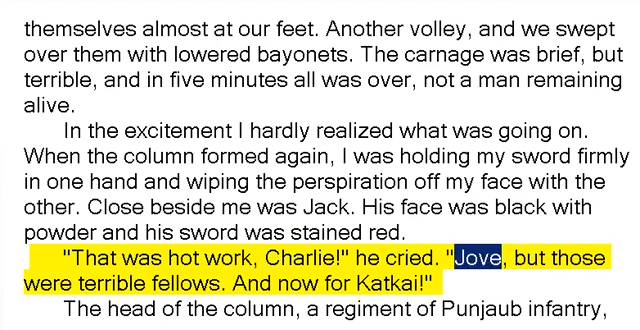 themselves almost at our feet. Another volley, and we swept
over them with lowered bayonets. The carnage was brief, but
terrible, and in five minutes all was over, not a man remaining
alive.
In the excitement I hardly realized what was going on.
When the column formed again, I was holding my sword firmly
in one hand and wiping the perspiration off my face with the
other. Close beside me was Jack. His face was black with
powder and his sword was stained red.
"That was hot work, Charlie!" he cried. "Jove, but those
were terrible fellows. And now for Katkai!"
The head of the column, a regiment of Punjaub infantry,